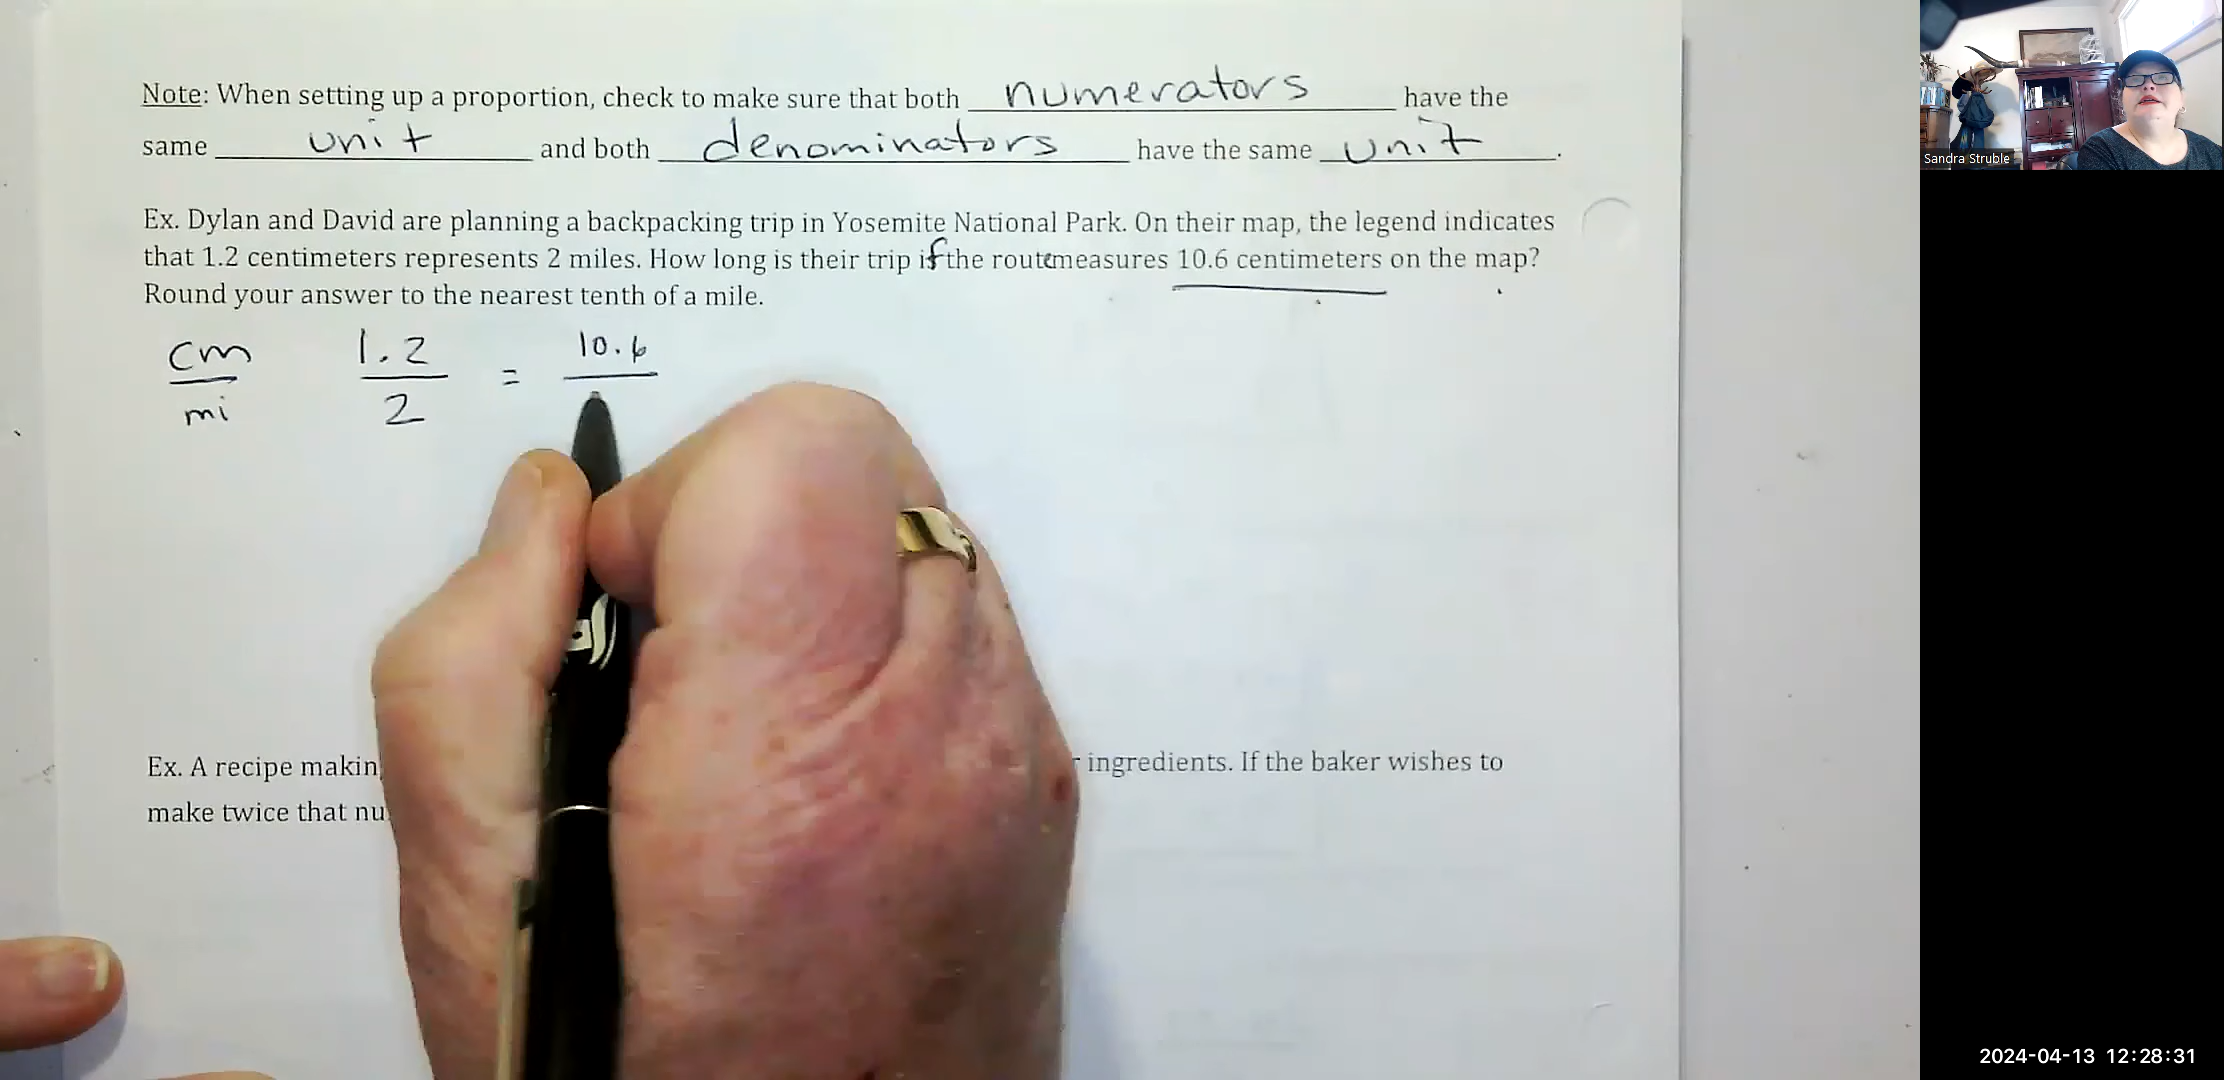 Note: When setting up a proportion, check to make sure that both numerators have the
same unit and both denominators have the same unit.
Ex. Dylan and David are planning a backpacking trip in Yosemite National Park. On their map, the legend indicates
that 1.2 centimeters represents 2 miles. How long is their trip if the route measures 10.6 centimeters on the map?
Round your answer to the nearest tenth of a mile.
cm 1.2 = 10.6
mi 2
Ex. A recipe makin ingredients. If the baker wishes to
make twice that nu
Sandra Struble
2024-04-13 12:28:31